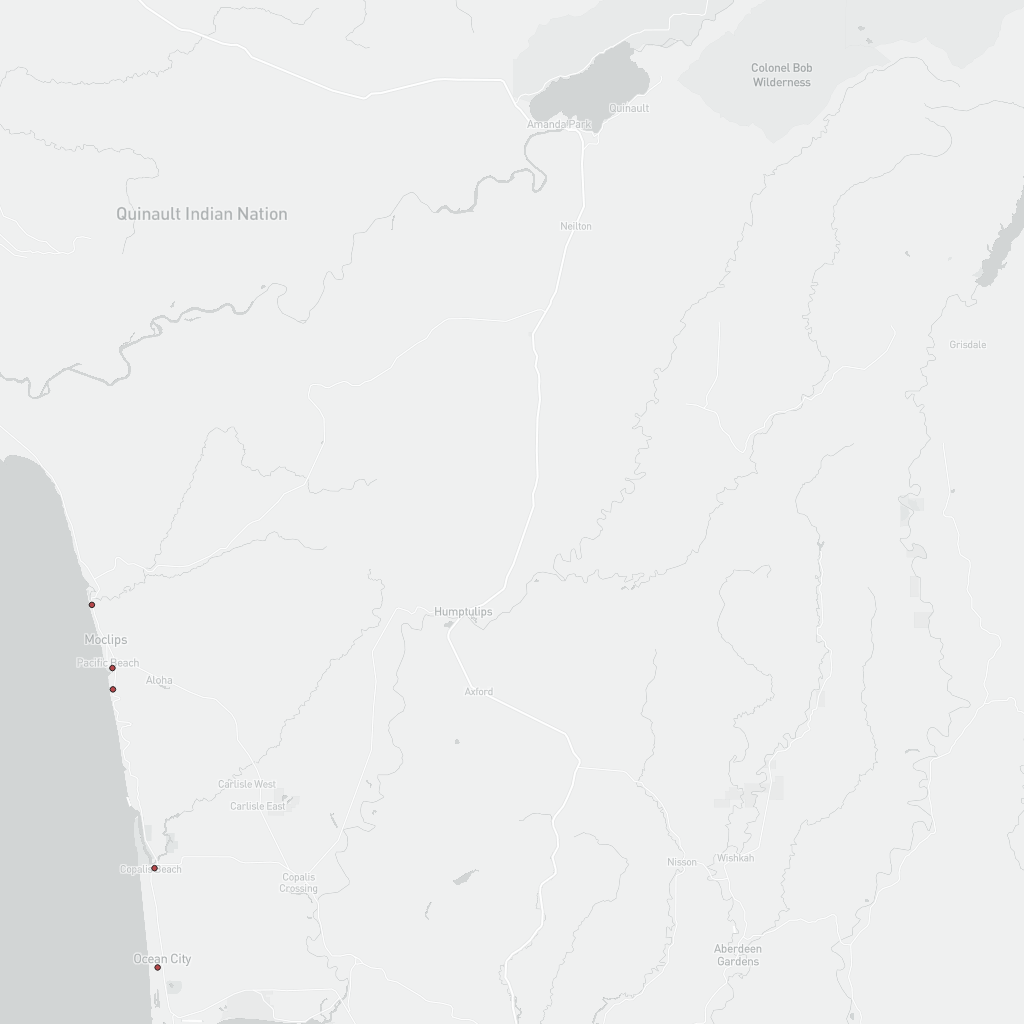 Colonel Bob
Wilderness
Quinault
Amanda Park
Quinault Indian Nation
Neilton
Grisdale
Humptulips
Moclips
Pacific Beach
Aloha
Axford
Carlisle West
Carlisle East
Nisson
Wishkah
Copalis Beach
Copalis
Crossing
Aberdeen
Gardens
Ocean City